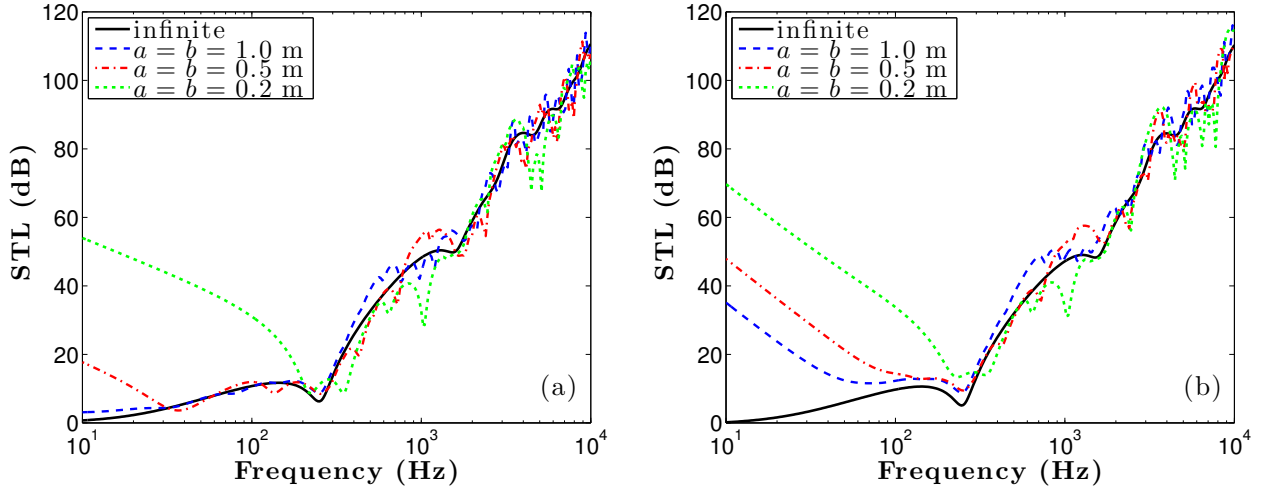 120
100
80
60
40
20
0
STL (dB)
infinite
a = b = 1.0 m
a = b = 0.5 m
a = b = 0.2 m
(a)
10^1 10^2 10^3 10^4
Frequency (Hz)
120
100
80
60
40
20
0
STL (dB)
infinite
a = b = 1.0 m
a = b = 0.5 m
a = b = 0.2 m
(b)
10^1 10^2 10^3 10^4
Frequency (Hz)